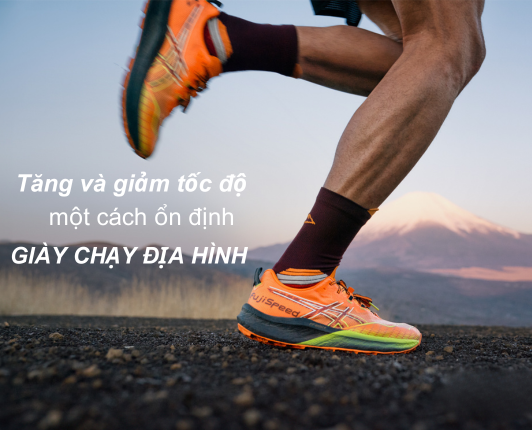 Tăng và giảm tốc độ
một cách ổn định
GIÀY CHẠY ĐỊA HÌNH
FujiSpeed